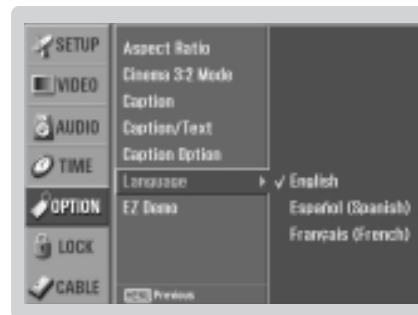 SETUP
VIDEO
AUDIO
TIME
OPTION
LOCK
CABLE
Aspect Ratio
Cinema 3:2 Mode
Caption
Caption/Text
Caption Option
Language
EZ Demo
MENU Previous
✓ English
Español (Spanish)
Français (French)